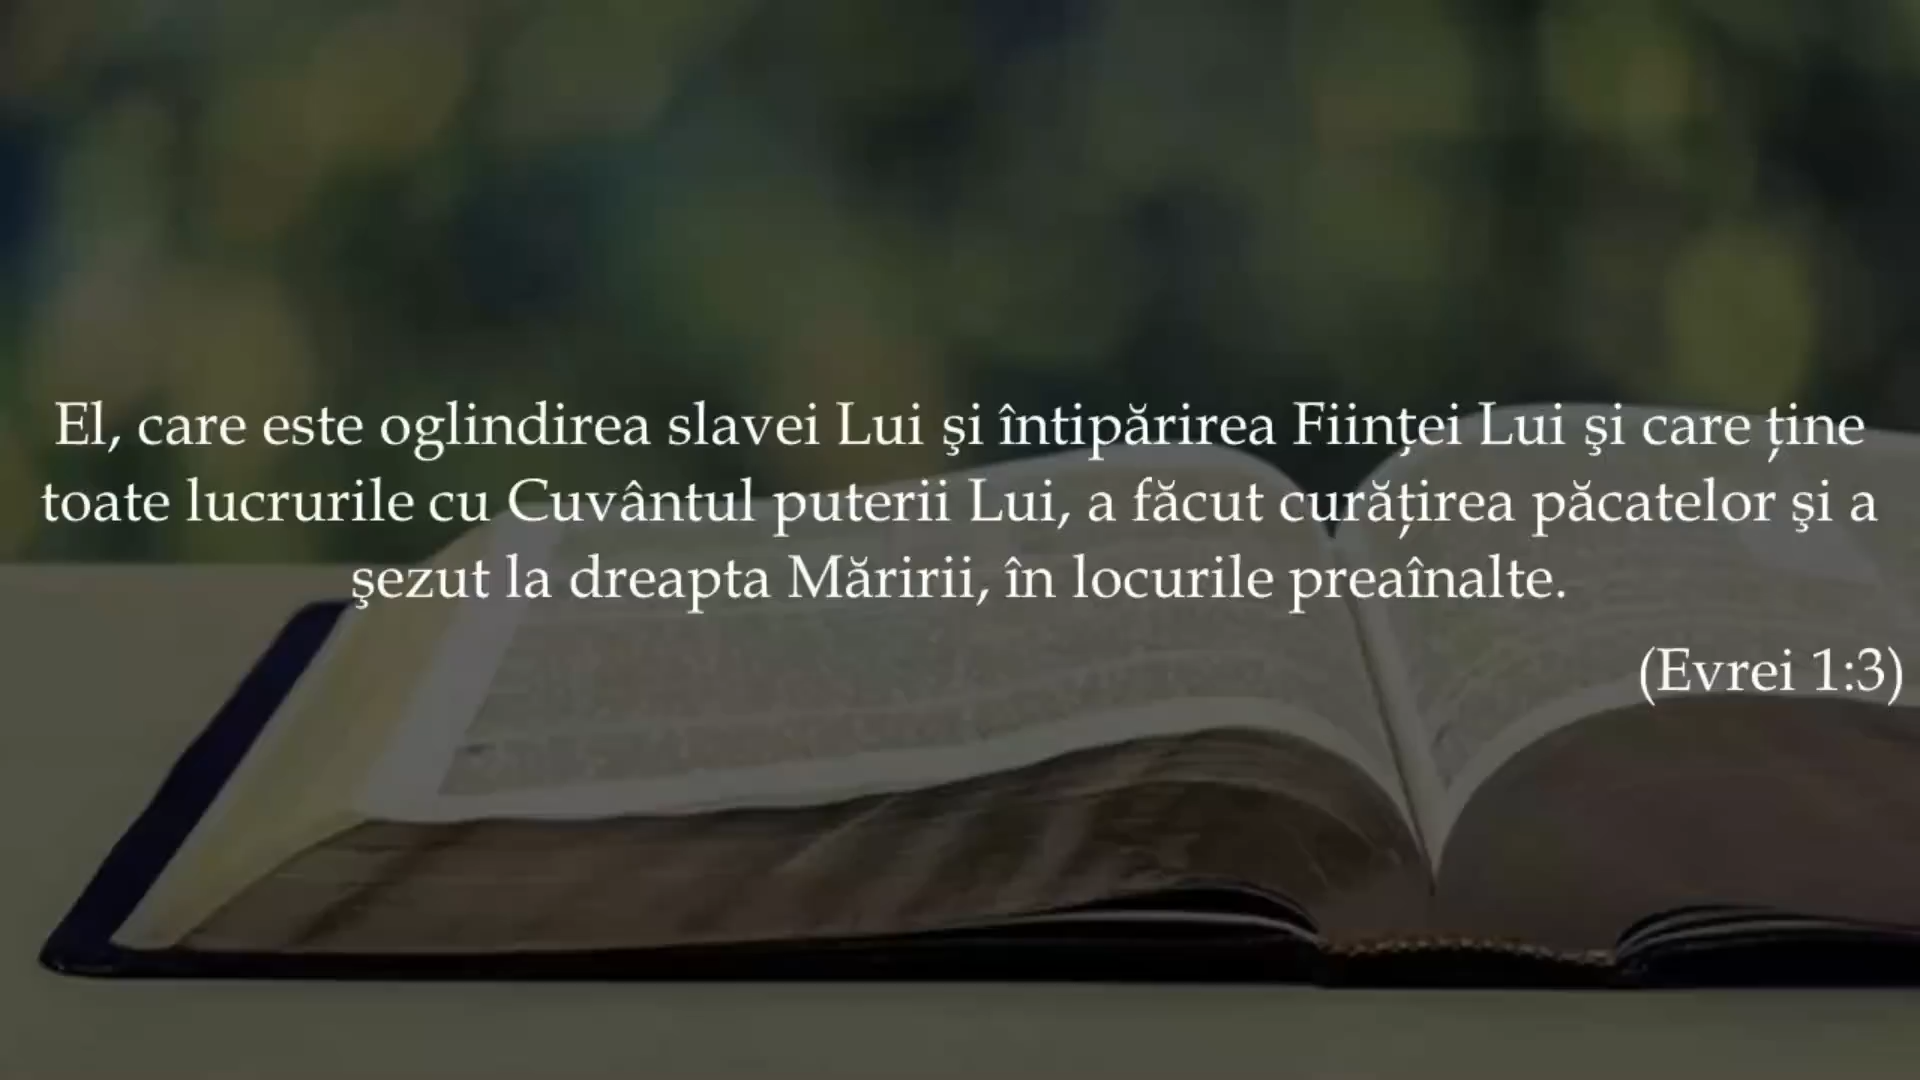 El, care este oglindirea slavei Lui şi întipărirea Fiinţei Lui şi care ţine
toate lucrurile cu Cuvântul puterii Lui, a făcut curăţirea păcatelor şi a
şezut la dreapta Măririi, în locurile preaînalte.
(Evrei 1:3)